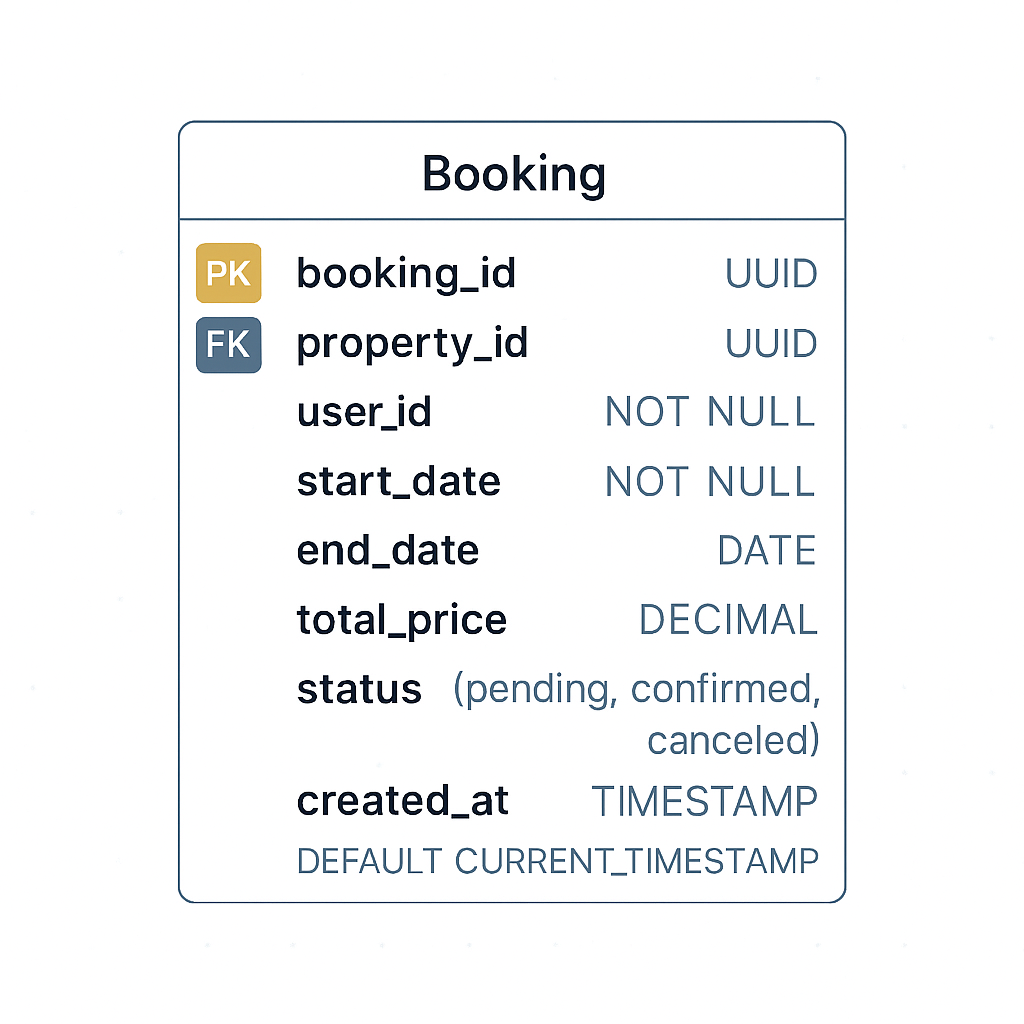 Booking
PK booking_id UUID
FK property_id UUID
user_id NOT NULL
start_date NOT NULL
end_date DATE
total_price DECIMAL
status (pending, confirmed,
canceled)
created_at TIMESTAMP
DEFAULT CURRENT_TIMESTAMP